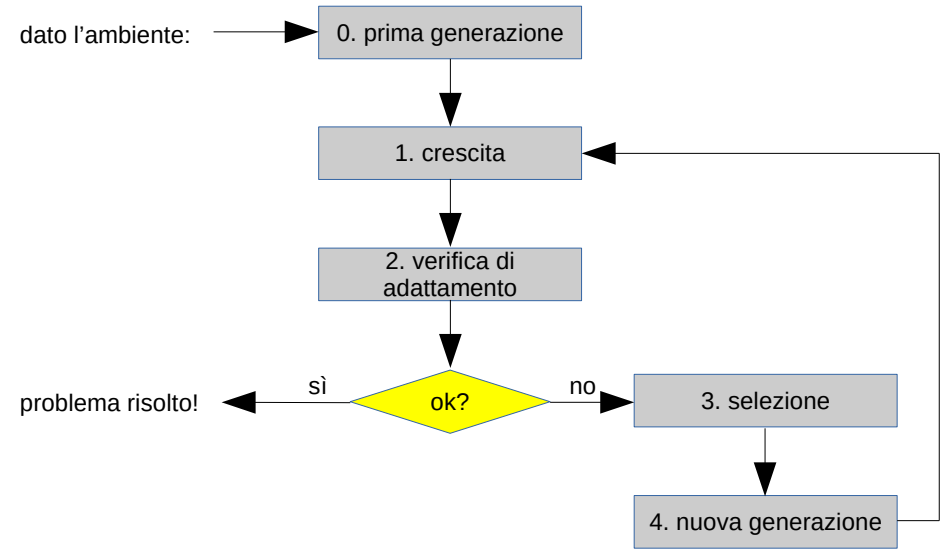 dato l'ambiente:
0. prima generazione
1. crescita
2. verifica di
adattamento
sì
no
problema risolto!
ok?
3. selezione
4. nuova generazione